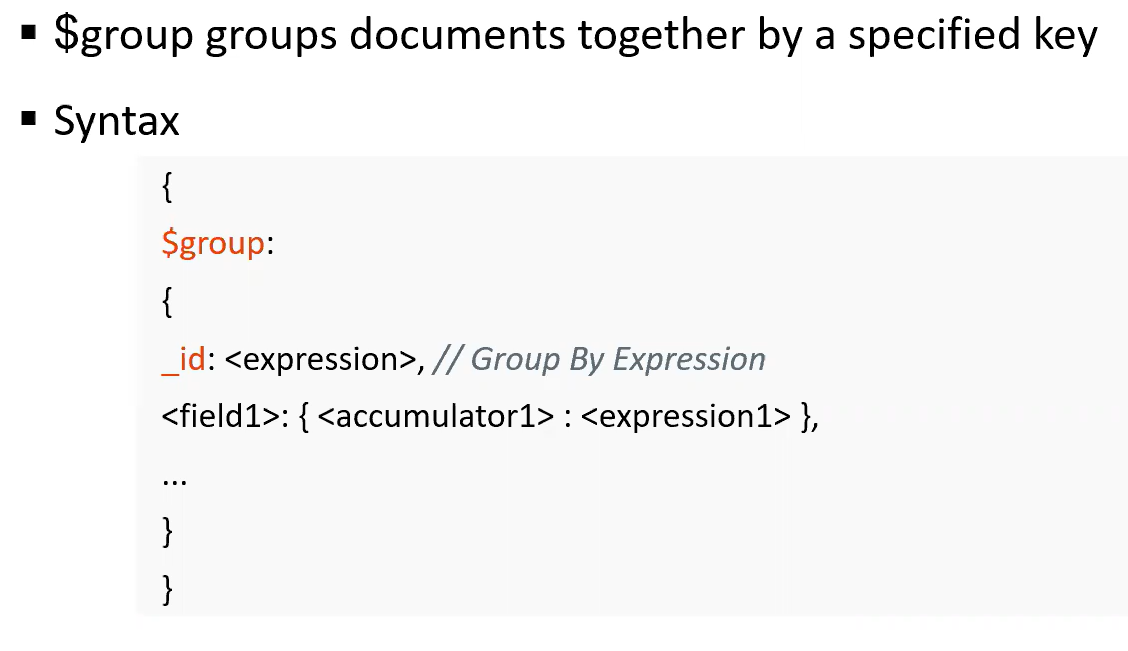 ▪ $group groups documents together by a specified key
▪ Syntax
{
$group:
{
_id: <expression>, // Group By Expression
<field1>: { <accumulator1> : <expression1> },
...
}
}